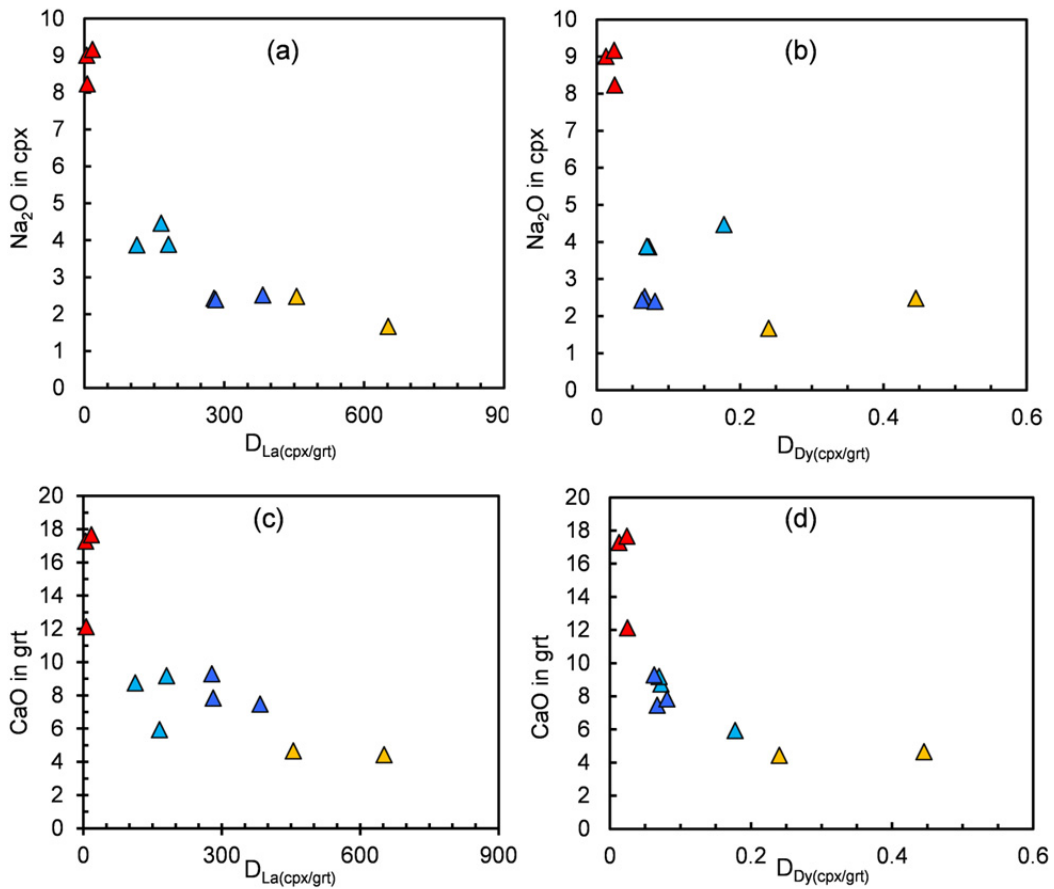 (a)
Na₂O in cpx
10
9
8
7
6
5
4
3
2
1
0
0 300 600 90
D_La(cpx/grt)
(b)
Na₂O in cpx
10
9
8
7
6
5
4
3
2
1
0
0 0.2 0.4 0.6
D_Dy(cpx/grt)
(c)
CaO in grt
20
18
16
14
12
10
8
6
4
2
0
0 300 600 900
D_La(cpx/grt)
(d)
CaO in grt
20
18
16
14
12
10
8
6
4
2
0
0 0.2 0.4 0.6
D_Dy(cpx/grt)